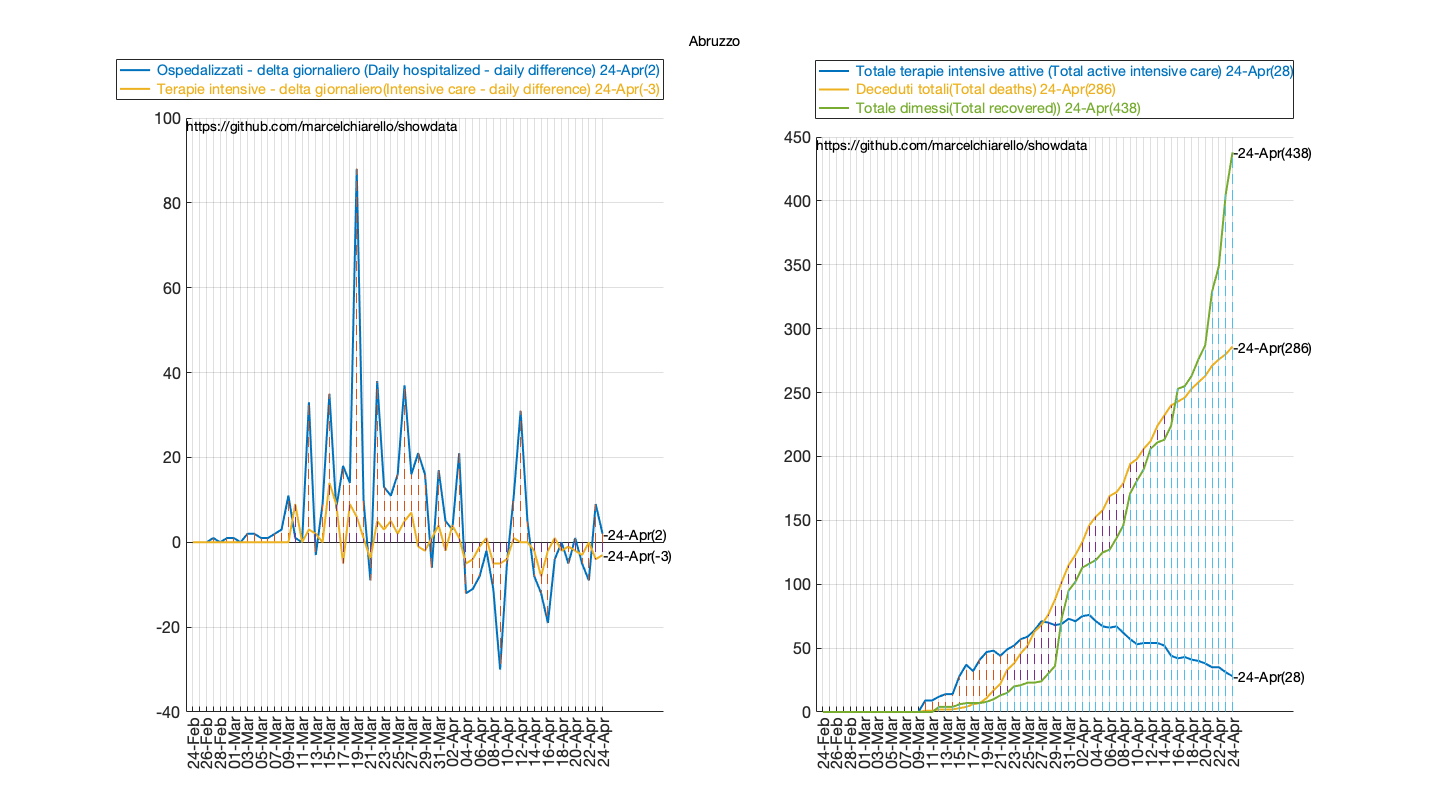 Abruzzo
Ospedalizzati - delta giornaliero (Daily hospitalized - daily difference) 24-Apr(2)
Terapie intensive - delta giornaliero(Intensive care - daily difference) 24-Apr(-3)
https://github.com/marcelchiarello/showdata
100
80
60
40
20
0
-20
-40
-24-Apr(2)
-24-Apr(-3)
24-Feb
26-Feb
28-Feb
01-Mar
03-Mar
05-Mar
07-Mar
09-Mar
11-Mar
13-Mar
15-Mar
17-Mar
19-Mar
21-Mar
23-Mar
25-Mar
27-Mar
29-Mar
31-Mar
02-Apr
04-Apr
06-Apr
08-Apr
10-Apr
12-Apr
14-Apr
16-Apr
18-Apr
20-Apr
22-Apr
24-Apr
Totale terapie intensive attive (Total active intensive care) 24-Apr(28)
Deceduti totali(Total deaths) 24-Apr(286)
Totale dimessi(Total recovered)) 24-Apr(438)
https://github.com/marcelchiarello/showdata
450
400
350
300
250
200
150
100
50
0
-24-Apr(438)
-24-Apr(286)
-24-Apr(28)
24-Feb
26-Feb
28-Feb
01-Mar
03-Mar
05-Mar
07-Mar
09-Mar
11-Mar
13-Mar
15-Mar
17-Mar
19-Mar
21-Mar
23-Mar
25-Mar
27-Mar
29-Mar
31-Mar
02-Apr
04-Apr
06-Apr
08-Apr
10-Apr
12-Apr
14-Apr
16-Apr
18-Apr
20-Apr
22-Apr
24-Apr